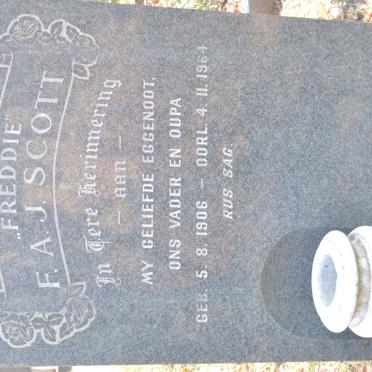 "FREDDIE"
F. A. J. SCOTT
In Tere Herinnering
— aan —
MY GELIEFDE EGGENOOT,
ONS VADER EN OUPA
GEB. 5. 8. 1906 — OORL. 4. 11. 1964
RUS SAG.